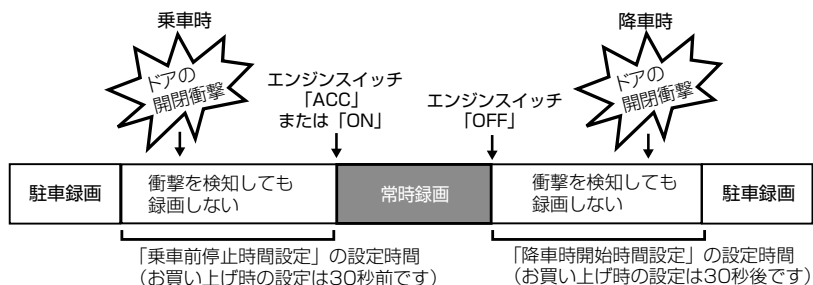 乗車時
降車時
ドアの
開閉衝撃
ドアの
開閉衝撃
エンジンスイッチ
「ACC」
または「ON」
エンジンスイッチ
「OFF」
駐車録画
衝撃を検知しても
録画しない
常時録画
衝撃を検知しても
録画しない
駐車録画
「乗車前停止時間設定」の設定時間
(お買い上げ時の設定は30秒前です)
「降車時開始時間設定」の設定時間
(お買い上げ時の設定は30秒後です)